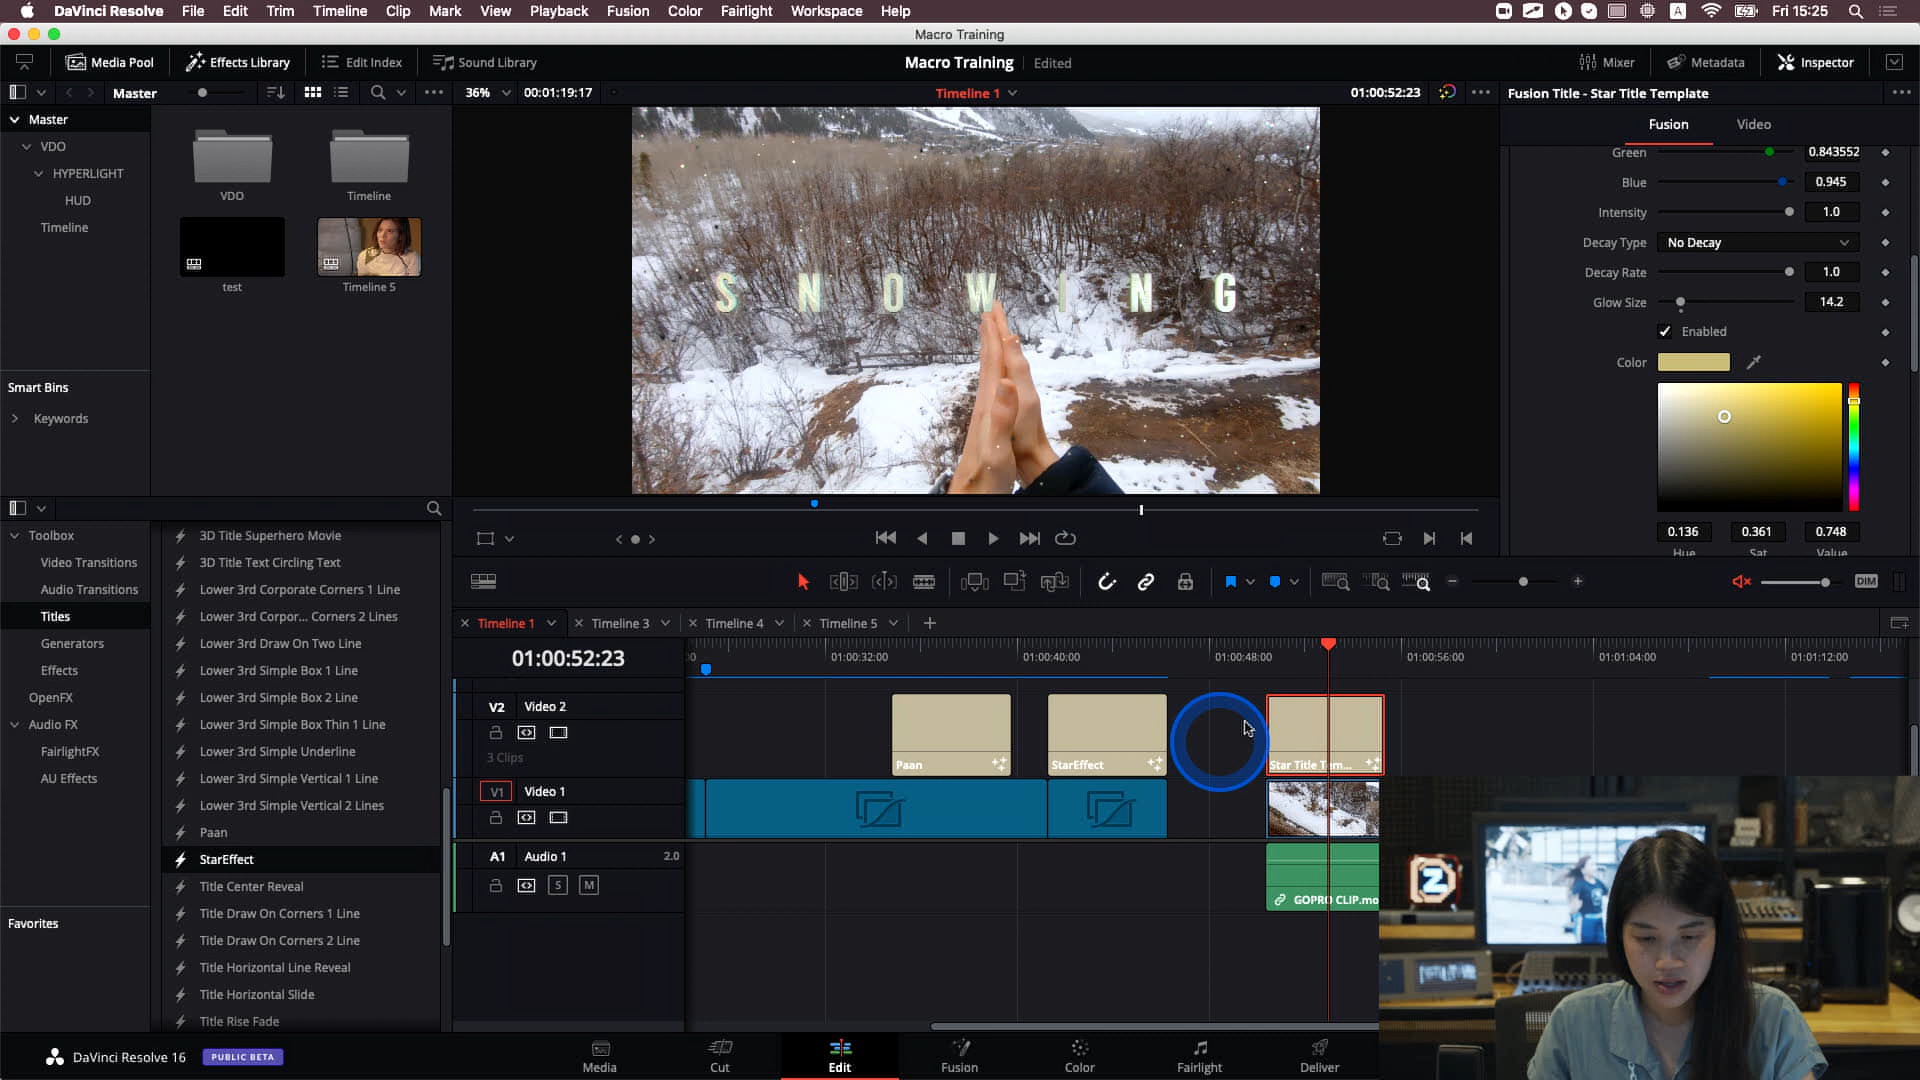 DaVinci Resolve File Edit Trim Timeline Clip Mark View Playback Fusion Color Fairlight Workspace Help
A Fri 15:25
Macro Training
Media Pool Effects Library Edit Index Sound Library
Macro Training Edited
Mixer Metadata Inspector
Master 36% 00:01:19:17 Timeline 1 01:00:52:23
Fusion Title - Star Title Template
Fusion Video
Master
VDO
HYPERLIGHT
HUD
Timeline
VDO Timeline
test Timeline 5
Smart Bins
Keywords
SNOWING
Green 0.843552
Blue 0.945
Intensity 1.0
Decay Type No Decay
Decay Rate 1.0
Glow Size 14.2
Enabled
Color
0.136 0.361 0.748
Hue Sat Value
Toolbox
Video Transitions
Audio Transitions
Titles
Generators
Effects
OpenFX
Audio FX
FairlightFX
AU Effects
Favorites
3D Title Superhero Movie
3D Title Text Circling Text
Lower 3rd Corporate Corners 1 Line
Lower 3rd Corpor... Corners 2 Lines
Lower 3rd Draw On Two Line
Lower 3rd Simple Box 1 Line
Lower 3rd Simple Box 2 Line
Lower 3rd Simple Box Thin 1 Line
Lower 3rd Simple Underline
Lower 3rd Simple Vertical 1 Line
Lower 3rd Simple Vertical 2 Lines
Paan
StarEffect
Title Center Reveal
Title Draw On Corners 1 Line
Title Draw On Corners 2 Line
Title Horizontal Line Reveal
Title Horizontal Slide
Title Rise Fade
DIM
Timeline 1 Timeline 3 Timeline 4 Timeline 5
01:00:52:23
00 01:00:32:00 01:00:40:00 01:00:48:00 01:00:56:00 01:01:04:00 01:01:12:00
V2 Video 2
3 Clips
Paan StarEffect Star Title Tem...
V1 Video 1
A1 Audio 1 2.0
S M
GOPRO CLIP.mo
Z
DaVinci Resolve 16 PUBLIC BETA
Media Cut Edit Fusion Color Fairlight Deliver